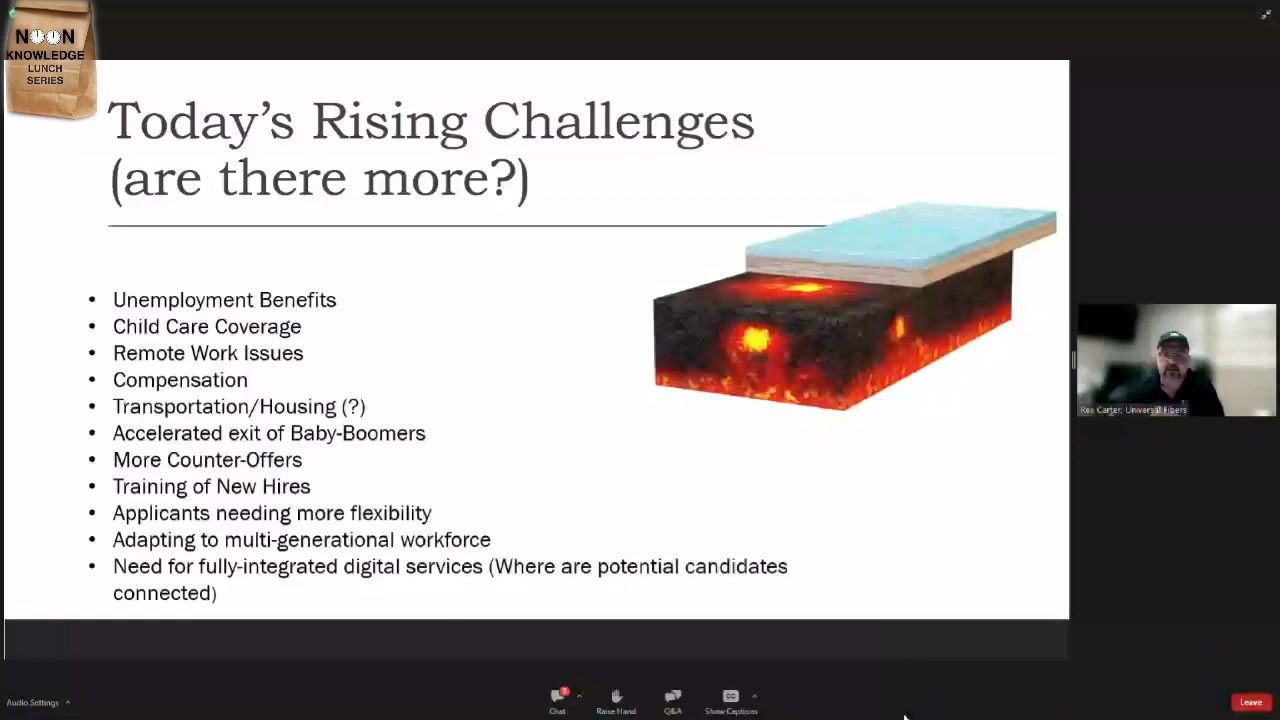 NOON
KNOWLEDGE
LUNCH
SERIES
Today's Rising Challenges
(are there more?)
• Unemployment Benefits
• Child Care Coverage
• Remote Work Issues
• Compensation
• Transportation/Housing (?)
• Accelerated exit of Baby-Boomers
• More Counter-Offers
• Training of New Hires
• Applicants needing more flexibility
• Adapting to multi-generational workforce
• Need for fully-integrated digital services (Where are potential candidates
connected)
Rex Carter, Universal Fibers
Audio Settings
3
Chat
Raise Hand
Q&A
CC
Show Captions
Leave